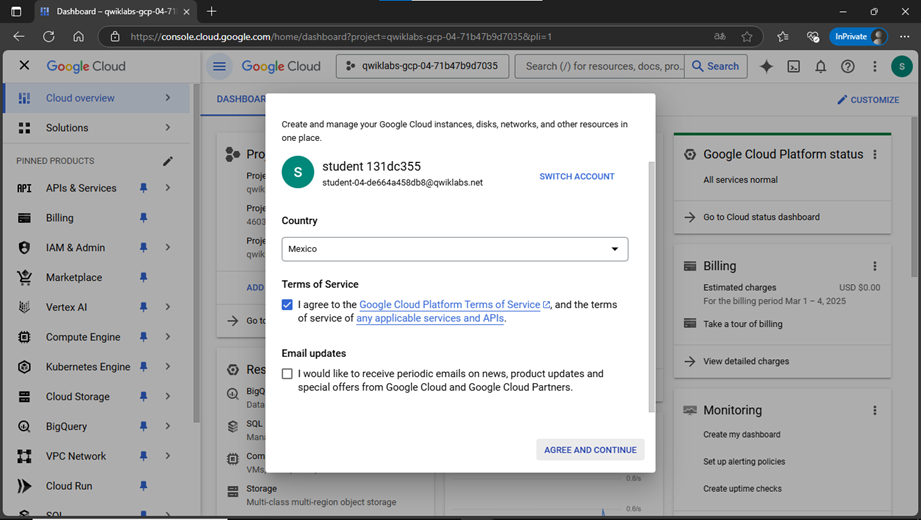 Dashboard – qwiklabs-gcp-04-71
https://console.cloud.google.com/home/dashboard?project=qwiklabs-gcp-04-71b47b9d7035&pli=1
InPrivate
Google Cloud
Cloud overview
Solutions
PINNED PRODUCTS
APIs & Services
Billing
IAM & Admin
Marketplace
Vertex AI
Compute Engine
Kubernetes Engine
Cloud Storage
BigQuery
VPC Network
Cloud Run
SQL
Google Cloud
qwiklabs-gcp-04-71b47b9d7035
Search (/) for resources, docs, pro...
Search
S
DASHBOAR
CUSTOMIZE
Proj
Proje
qwik
Proje
4603
Proje
qwik
ADD
Go to
Res
BigQ
Data
SQL
Mana
Com
VMs,
Storage
Multi-class multi-region object storage
Create and manage your Google Cloud instances, disks, networks, and other resources in
one place.
S
student 131dc355
student-04-de664a458db8@qwiklabs.net
SWITCH ACCOUNT
Country
Mexico
Terms of Service
I agree to the Google Cloud Platform Terms of Service, and the terms
of service of any applicable services and APIs.
Email updates
I would like to receive periodic emails on news, product updates and
special offers from Google Cloud and Google Cloud Partners.
AGREE AND CONTINUE
0.8/s
0.6/s
Google Cloud Platform status
All services normal
Go to Cloud status dashboard
Billing
Estimated charges USD $0.00
For the billing period Mar 1 – 4, 2025
Take a tour of billing
View detailed charges
Monitoring
Create my dashboard
Set up alerting policies
Create uptime checks